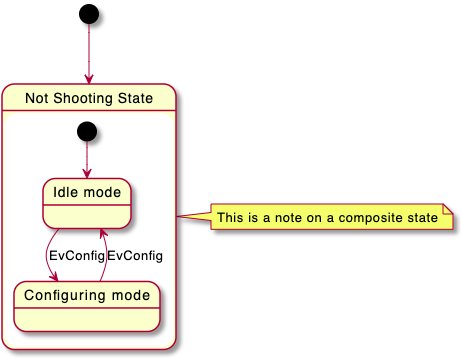 Not Shooting State
Idle mode
This is a note on a composite state
EvConfig EvConfig
Configuring mode